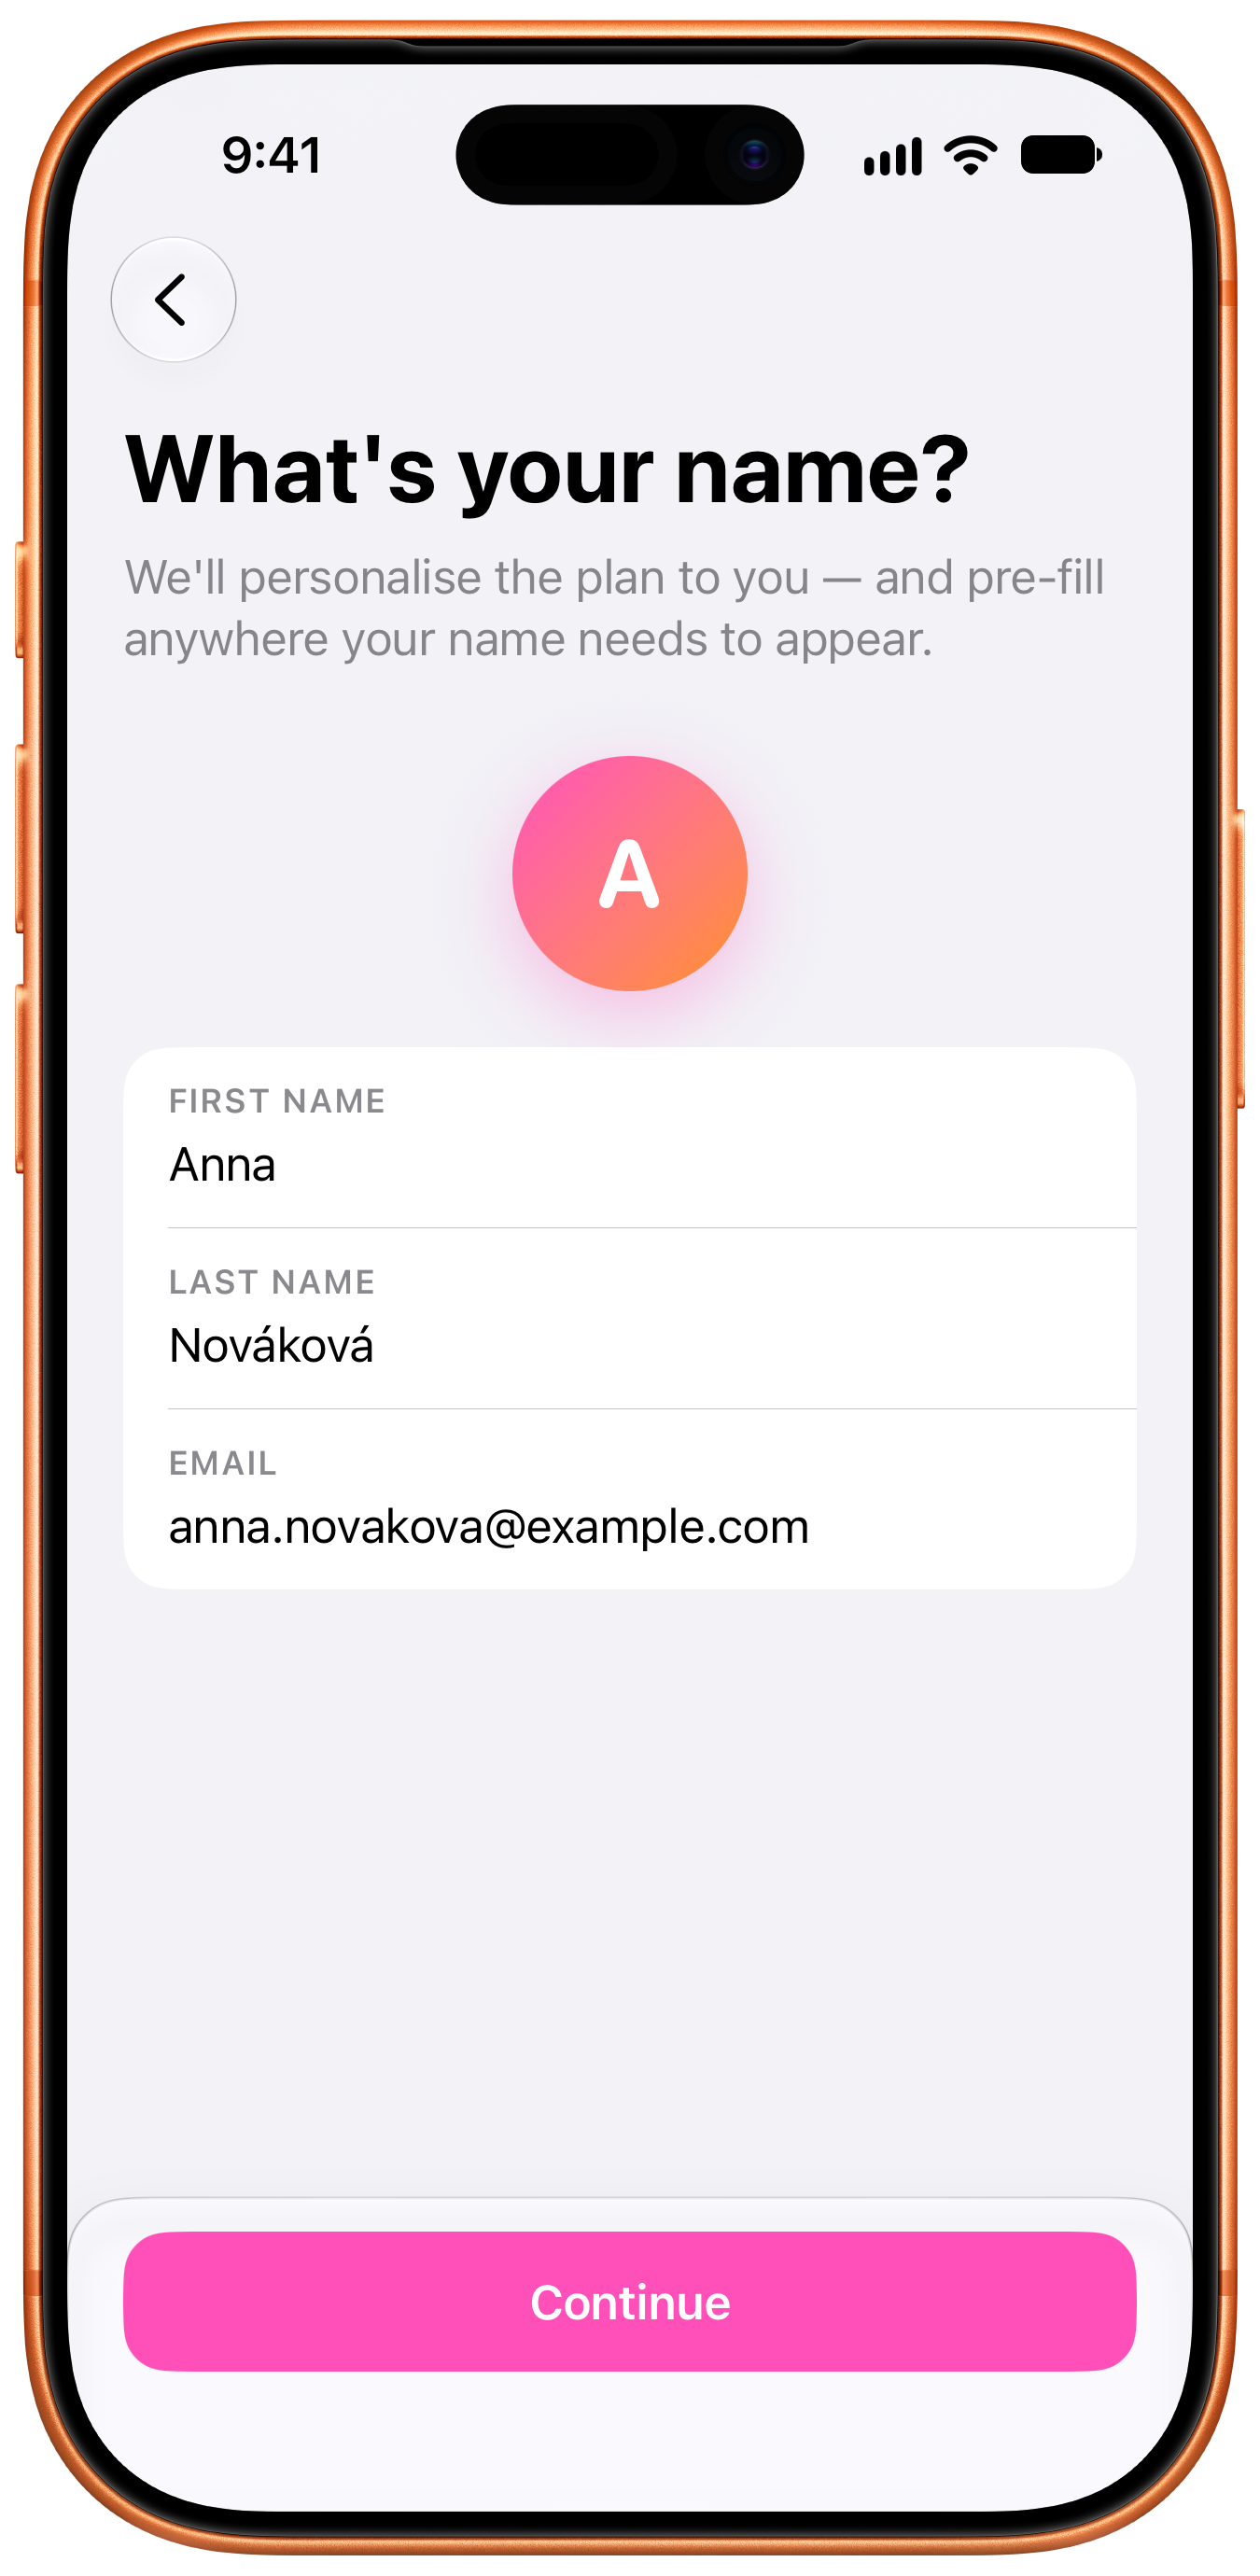 9:41
What's your name?
We'll personalise the plan to you — and pre-fill
anywhere your name needs to appear.
A
FIRST NAME
Anna
LAST NAME
Nováková
EMAIL
anna.novakova@example.com
Continue